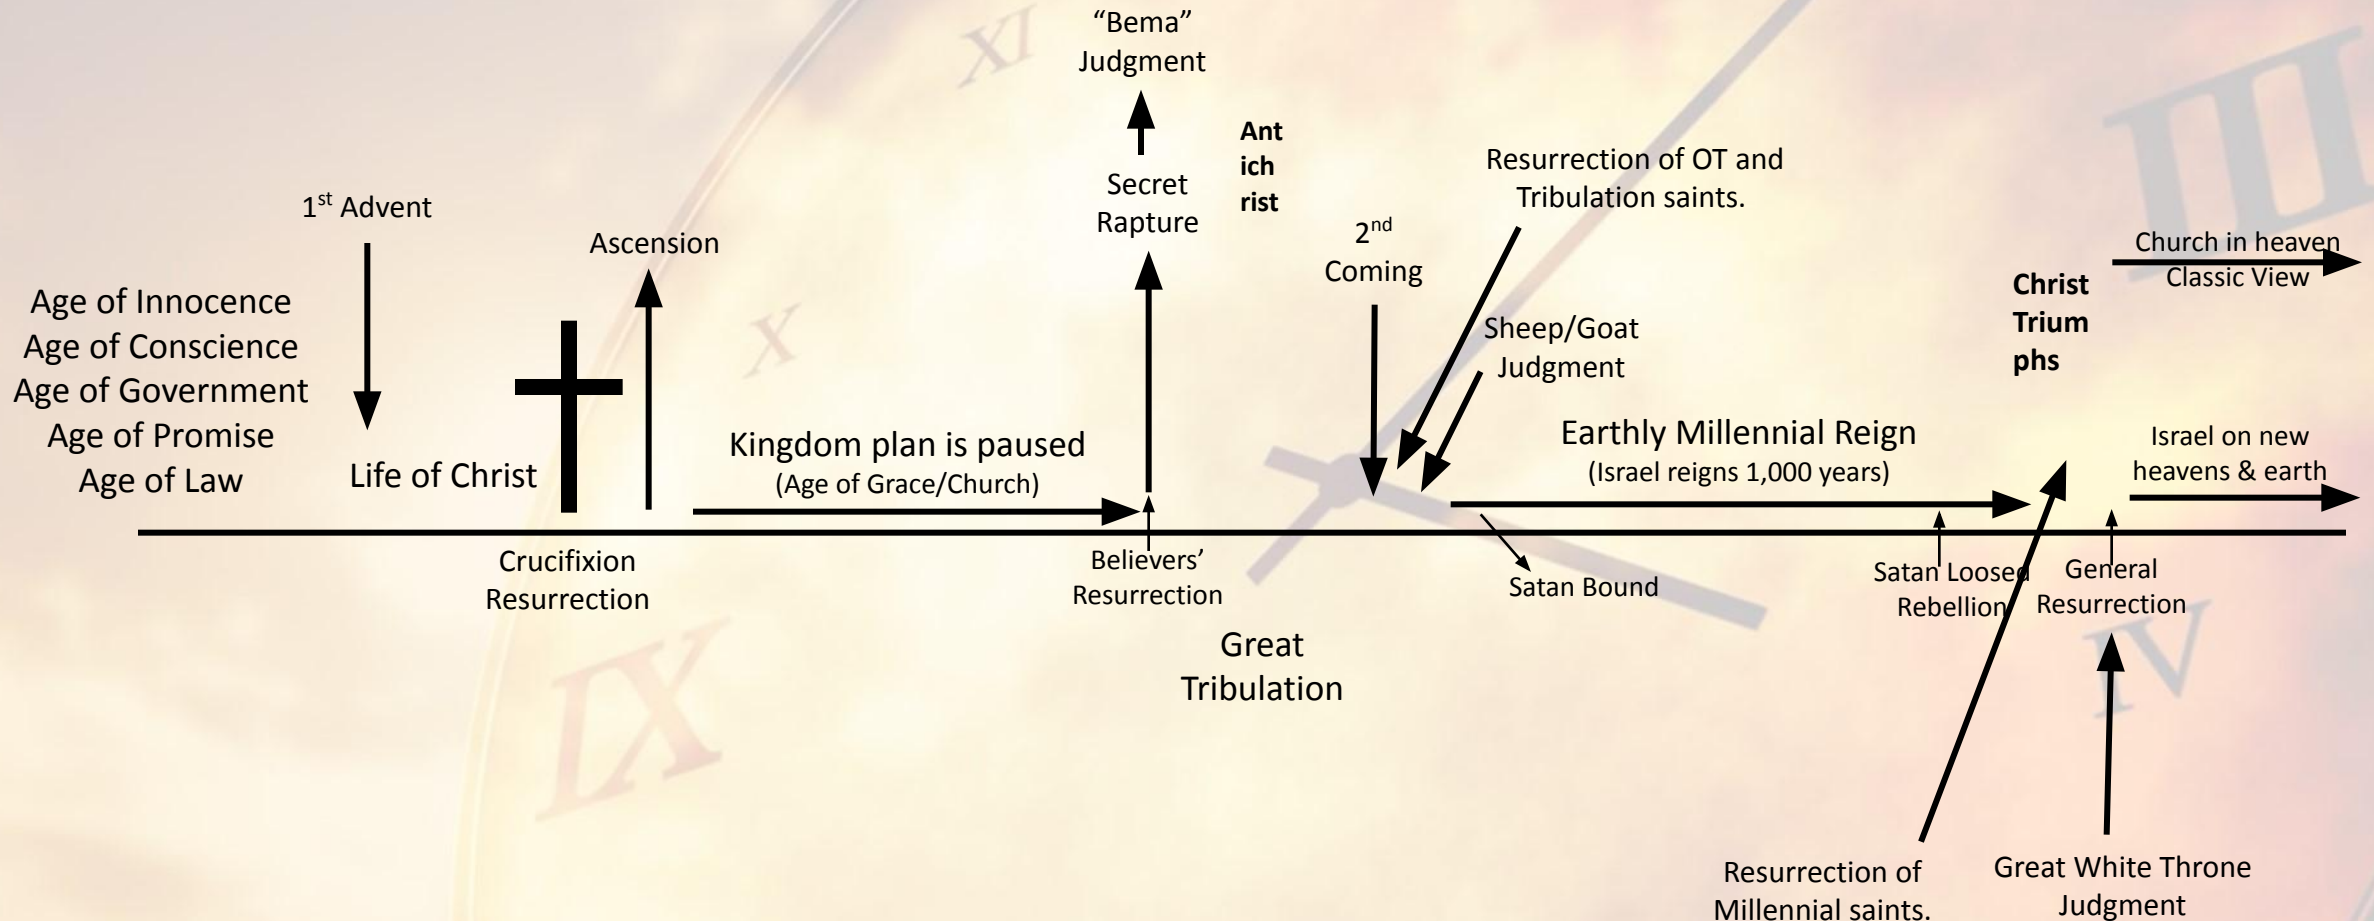 Age of Innocence
Age of Conscience
Age of Government
Age of Promise
Age of Law
1st Advent
Life of Christ
Ascension
Crucifixion
Resurrection
Kingdom plan is paused
(Age of Grace/Church)
“Bema”
Judgment
Secret
Rapture
Believers’
Resurrection
Ant
ich
rist
Great
Tribulation
2nd
Coming
Resurrection of OT and
Tribulation saints.
Sheep/Goat
Judgment
Earthly Millennial Reign
(Israel reigns 1,000 years)
Satan Bound
Satan Loosed
Rebellion
Christ
Trium
phs
General
Resurrection
Resurrection of
Millennial saints.
Great White Throne
Judgment
Church in heaven
Classic View
Israel on new
heavens & earth
IX
X
XI
III
IV